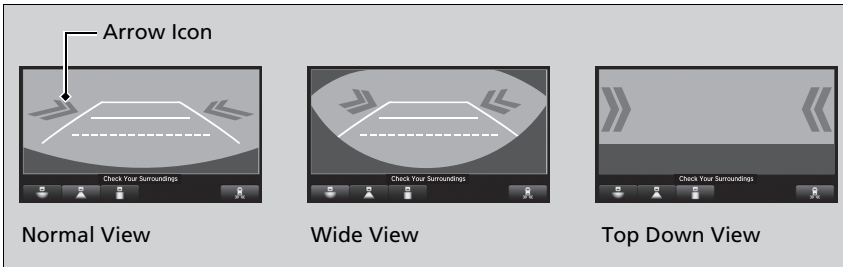 Arrow Icon
Check Your Surroundings
Check Your Surroundings
Check Your Surroundings
Normal View
Wide View
Top Down View